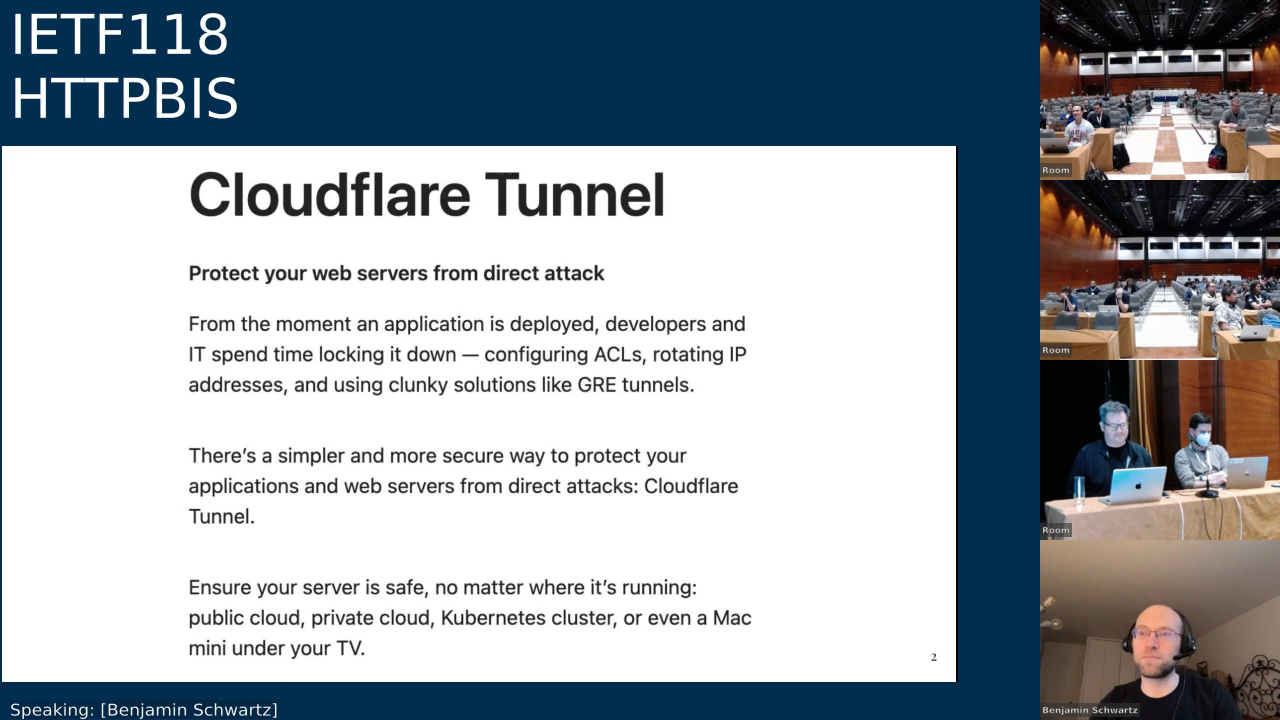 IETF118
HTTPBIS
Cloudflare Tunnel
Protect your web servers from direct attack
From the moment an application is deployed, developers and
IT spend time locking it down — configuring ACLs, rotating IP
addresses, and using clunky solutions like GRE tunnels.
There’s a simpler and more secure way to protect your
applications and web servers from direct attacks: Cloudflare
Tunnel.
Ensure your server is safe, no matter where it’s running:
public cloud, private cloud, Kubernetes cluster, or even a Mac
mini under your TV.
2
Speaking: [Benjamin Schwartz]
Room
Room
Room
Benjamin Schwartz